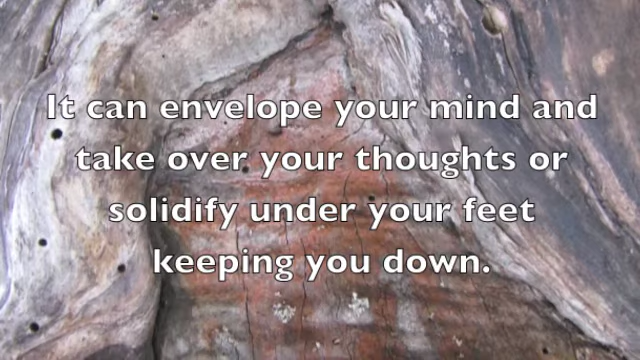 It can envelope your mind and
take over your thoughts or
solidify under your feet
keeping you down.